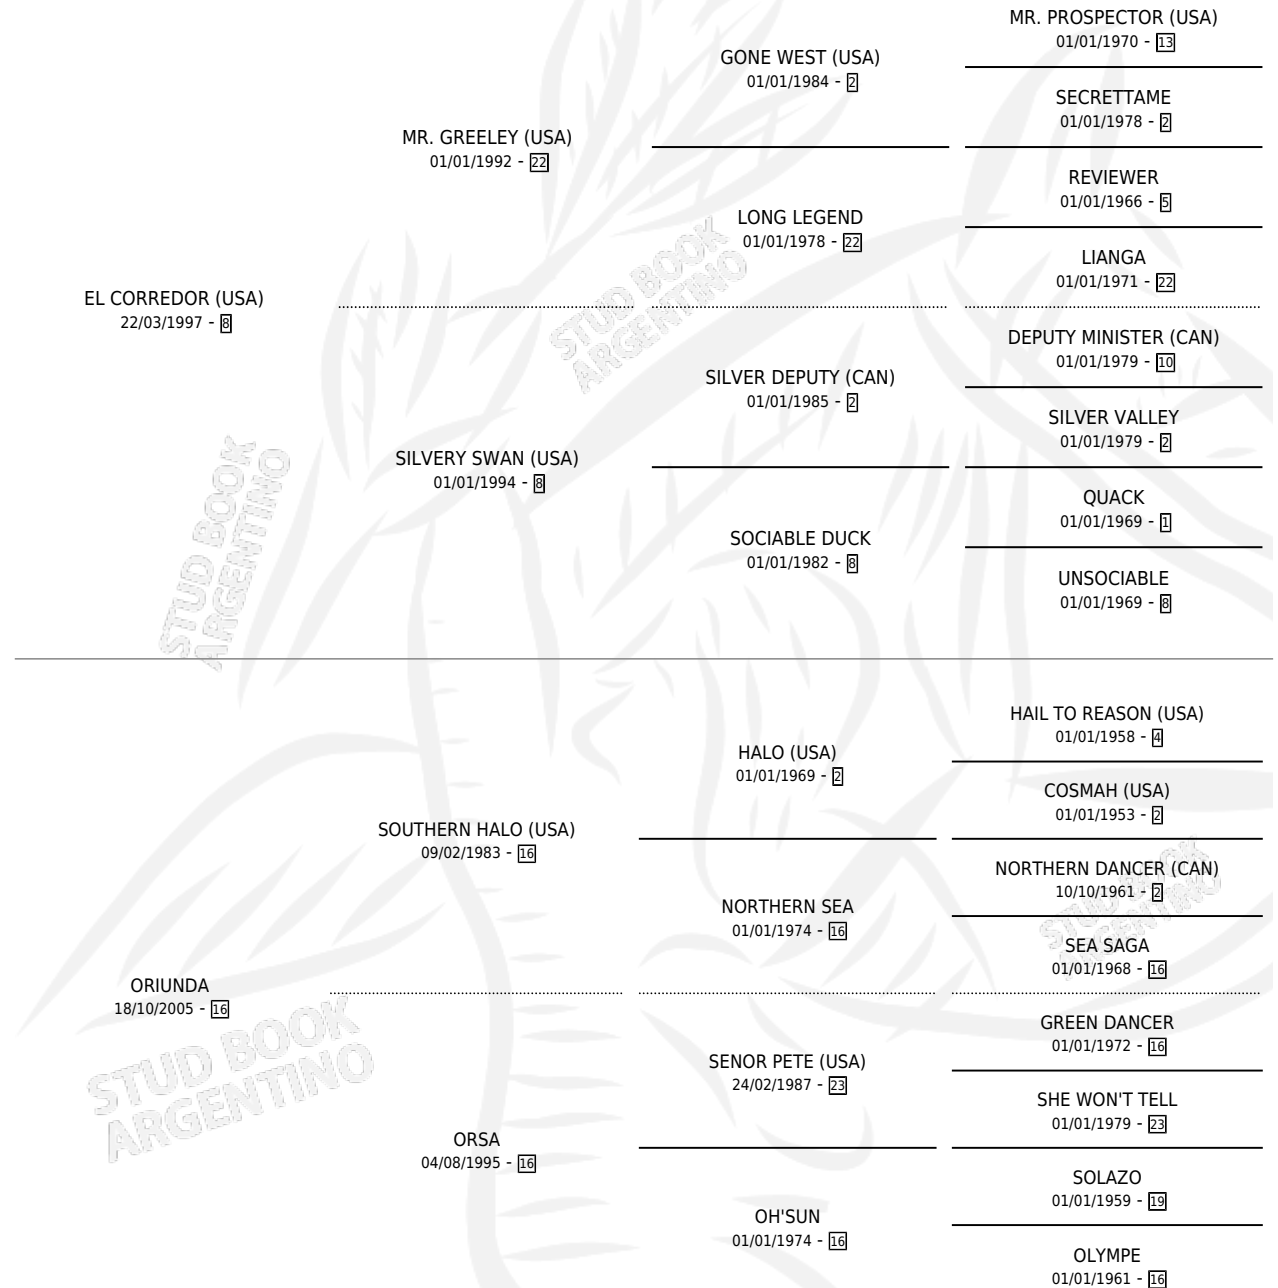 MR. PROSPECTOR (USA)
01/01/1970 - 13
GONE WEST (USA)
01/01/1984 - 2
SECRETTAME
01/01/1978 - 2
MR. GREELEY (USA)
01/01/1992 - 22
REVIEWER
01/01/1966 - 5
LONG LEGEND
01/01/1978 - 22
LIANGA
01/01/1971 - 22
EL CORREDOR (USA)
22/03/1997 - 8
DEPUTY MINISTER (CAN)
01/01/1979 - 10
SILVER DEPUTY (CAN)
01/01/1985 - 2
SILVER VALLEY
01/01/1979 - 2
SILVERY SWAN (USA)
01/01/1994 - 8
QUACK
01/01/1969 - 1
SOCIABLE DUCK
01/01/1982 - 8
UNSOCIABLE
01/01/1969 - 8
HAIL TO REASON (USA)
01/01/1958 - 4
HALO (USA)
01/01/1969 - 2
COSMAH (USA)
01/01/1953 - 2
SOUTHERN HALO (USA)
09/02/1983 - 16
NORTHERN DANCER (CAN)
10/10/1961 - 2
NORTHERN SEA
01/01/1974 - 16
SEA SAGA
01/01/1968 - 16
ORIUNDA
18/10/2005 - 16
GREEN DANCER
01/01/1972 - 16
SENOR PETE (USA)
24/02/1987 - 23
SHE WON'T TELL
01/01/1979 - 23
ORSA
04/08/1995 - 16
SOLAZO
01/01/1959 - 19
OH'SUN
01/01/1974 - 16
OLYMPE
01/01/1961 - 16
STUD BOOK
ARGENTINO
STUD BOOK
ARGENTINO
STUD BOOK
ARGENTINO
STUD BOOK
ARGENTINO